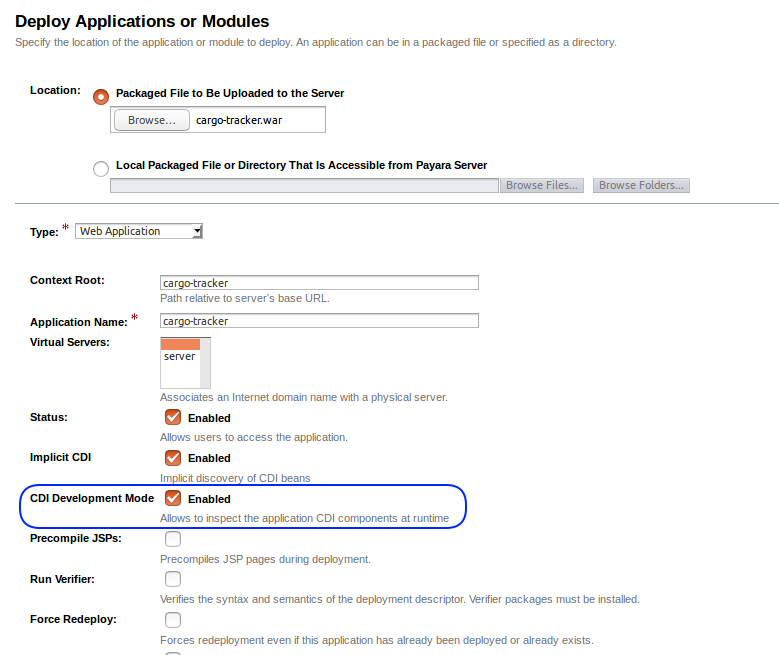 Deploy Applications or Modules
Specify the location of the application or module to deploy. An application can be in a packaged file or specified as a directory.
Location:
Packaged File to Be Uploaded to the Server
Browse... cargo-tracker.war
Local Packaged File or Directory That Is Accessible from Payara Server
Browse Files... Browse Folders...
Type: * Web Application
Context Root: cargo-tracker
Path relative to server's base URL.
Application Name: * cargo-tracker
Virtual Servers:
server
Associates an Internet domain name with a physical server.
Status: Enabled
Allows users to access the application.
Implicit CDI Enabled
Implicit discovery of CDI beans
CDI Development Mode Enabled
Allows to inspect the application CDI components at runtime
Precompile JSPs:
Precompiles JSP pages during deployment.
Run Verifier:
Verifies the syntax and semantics of the deployment descriptor. Verifier packages must be installed.
Force Redeploy:
Forces redeployment even if this application has already been deployed or already exists.